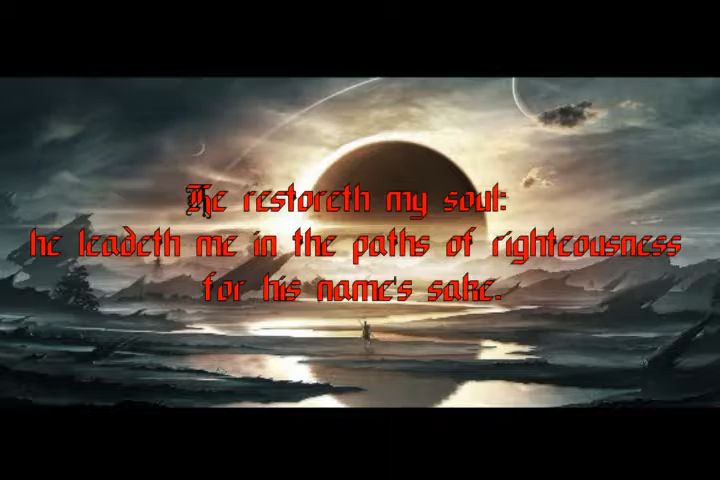 He restoreth my soul:
he leadeth me in the paths of righteousness
for his name's sake.